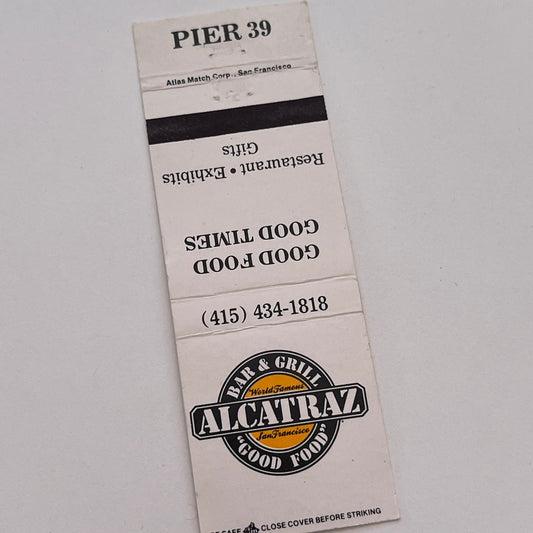 PIER 39
Atlas Match Corp., San Francisco
Restaurant • Exhibits
Gifts
GOOD FOOD
GOOD TIMES
(415) 434-1818
BAR & GRILL
World Famous
ALCATRAZ
San Francisco
"GOOD FOOD"
CLOSE COVER BEFORE STRIKING